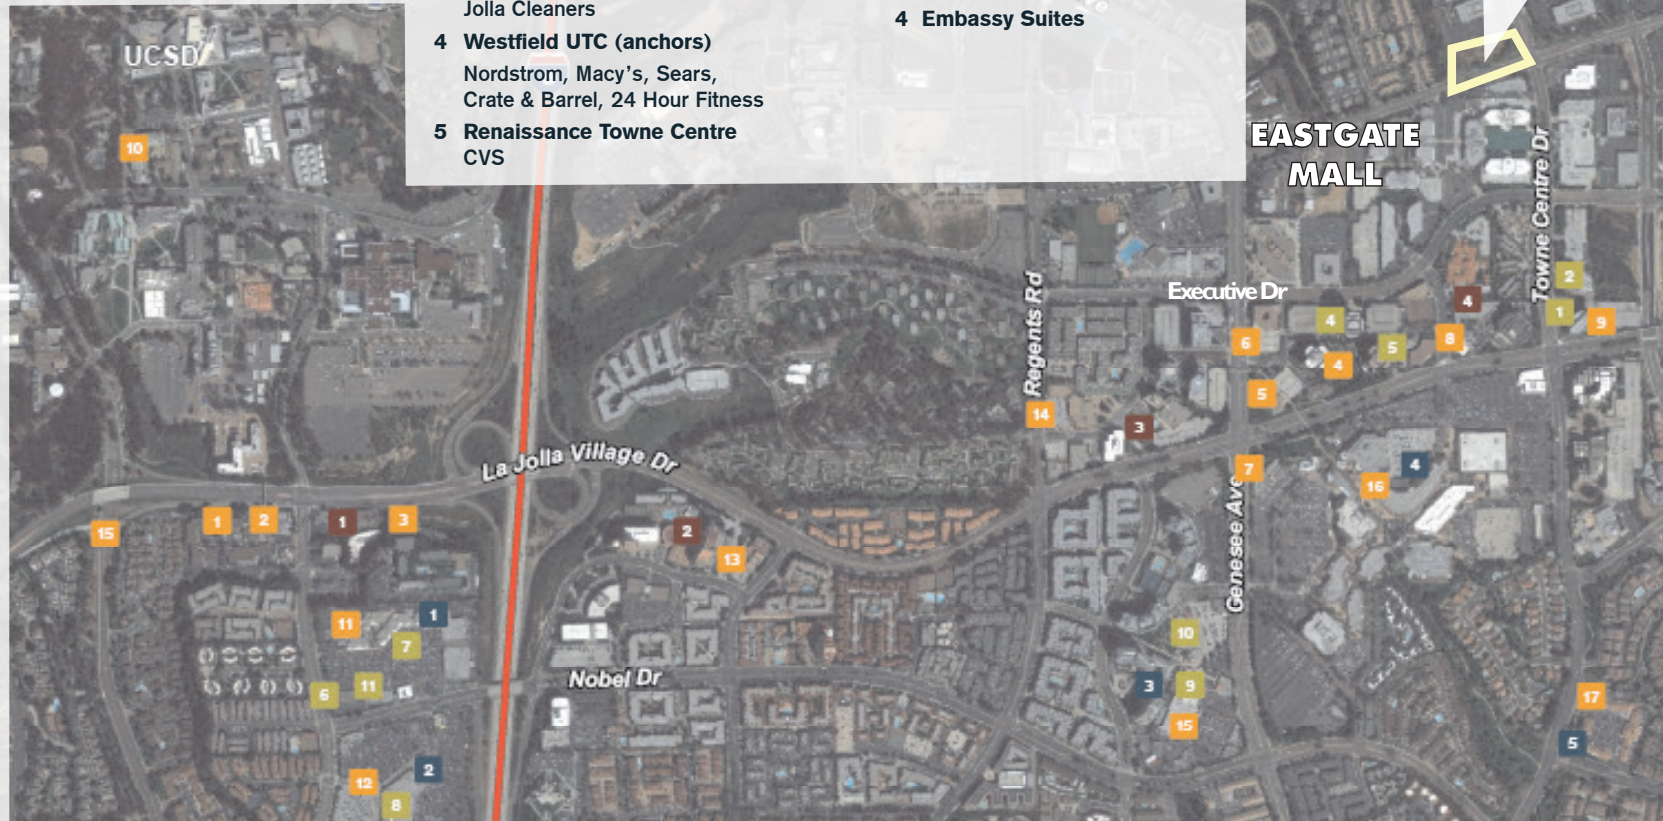 Jolla Cleaners
4 Westfield UTC (anchors)
Nordstrom, Macy's, Sears,
Crate & Barrel, 24 Hour Fitness
5 Renaissance Towne Centre
CVS
4 Embassy Suites
UCSD
10
EASTGATE
MALL
Towne Centre Dr
2
Executive Dr
4
1
9
4
6
5
8
4
Regents Rd
5
14
3
La Jolla Village Dr
7
4
16
15
1
2
1
3
2
13
Genesee Ave
11
1
7
10
6
11
Nobel Dr
3
9
17
15
5
2
12
8